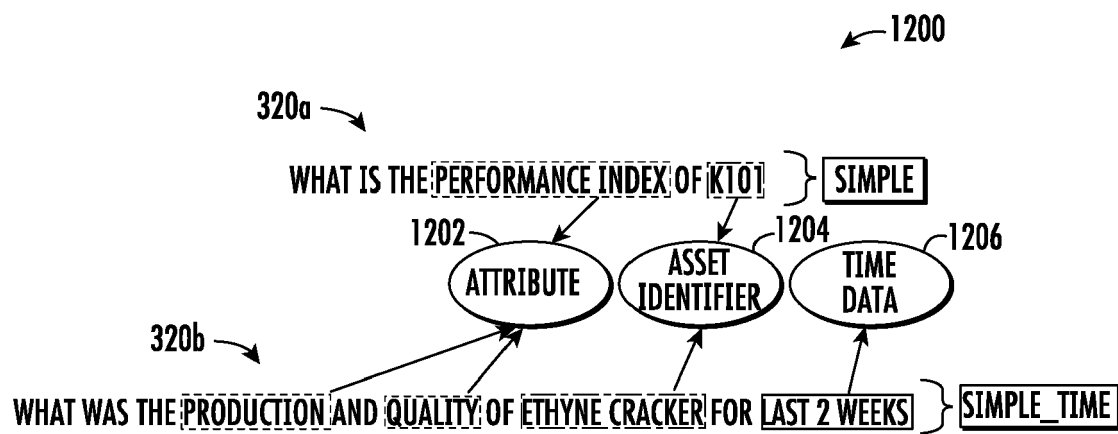 1200
320a
WHAT IS THE PERFORMANCE INDEX OF K101 SIMPLE
1202 1204 1206
ATTRIBUTE
ASSET IDENTIFIER
TIME DATA
320b
WHAT WAS THE PRODUCTION AND QUALITY OF ETHYNE CRACKER FOR LAST 2 WEEKS SIMPLE_TIME